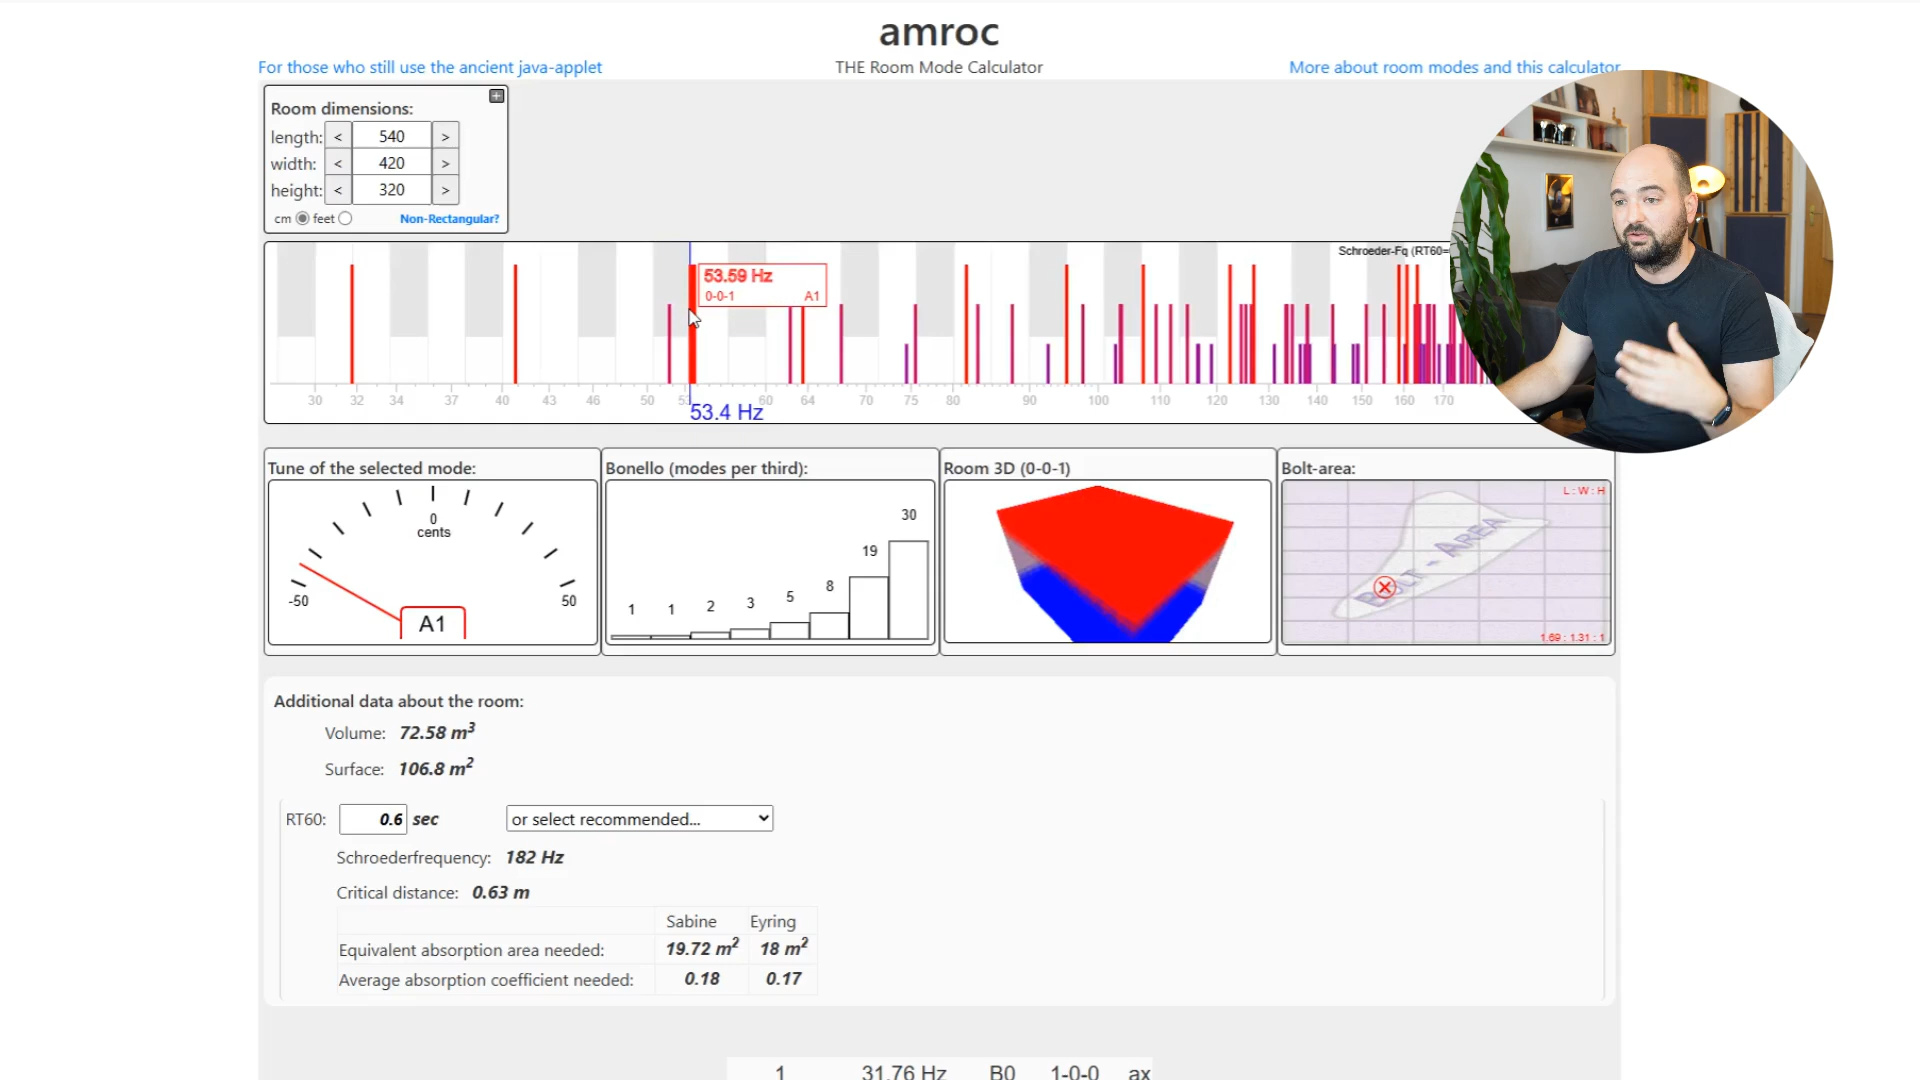 amroc
For those who still use the ancient java-applet
THE Room Mode Calculator
More about room modes and this calculator
Room dimensions:
length: < 540 >
width: < 420 >
height: < 320 >
cm feet Non-Rectangular?
Schroeder-Fq (RT60=
53.59 Hz
0-0-1 A1
30 32 34 37 40 43 46 50 60 64 70 75 80 90 100 110 120 130 140 150 160 170
53.4 Hz
Tune of the selected mode:
0
cents
-50
50
A1
Bonello (modes per third):
1 1 2 3 5 8 19 30
Room 3D (0-0-1)
Bolt-area:
L : W : H
BOLT - AREA
1.69 : 1.31 : 1
Additional data about the room:
Volume: 72.58 m³
Surface: 106.8 m²
RT60: 0.6 sec or select recommended...
Schroederfrequency: 182 Hz
Critical distance: 0.63 m
Sabine Eyring
Equivalent absorption area needed: 19.72 m² 18 m²
Average absorption coefficient needed: 0.18 0.17
1 31.76 Hz B0 1-0-0 ax